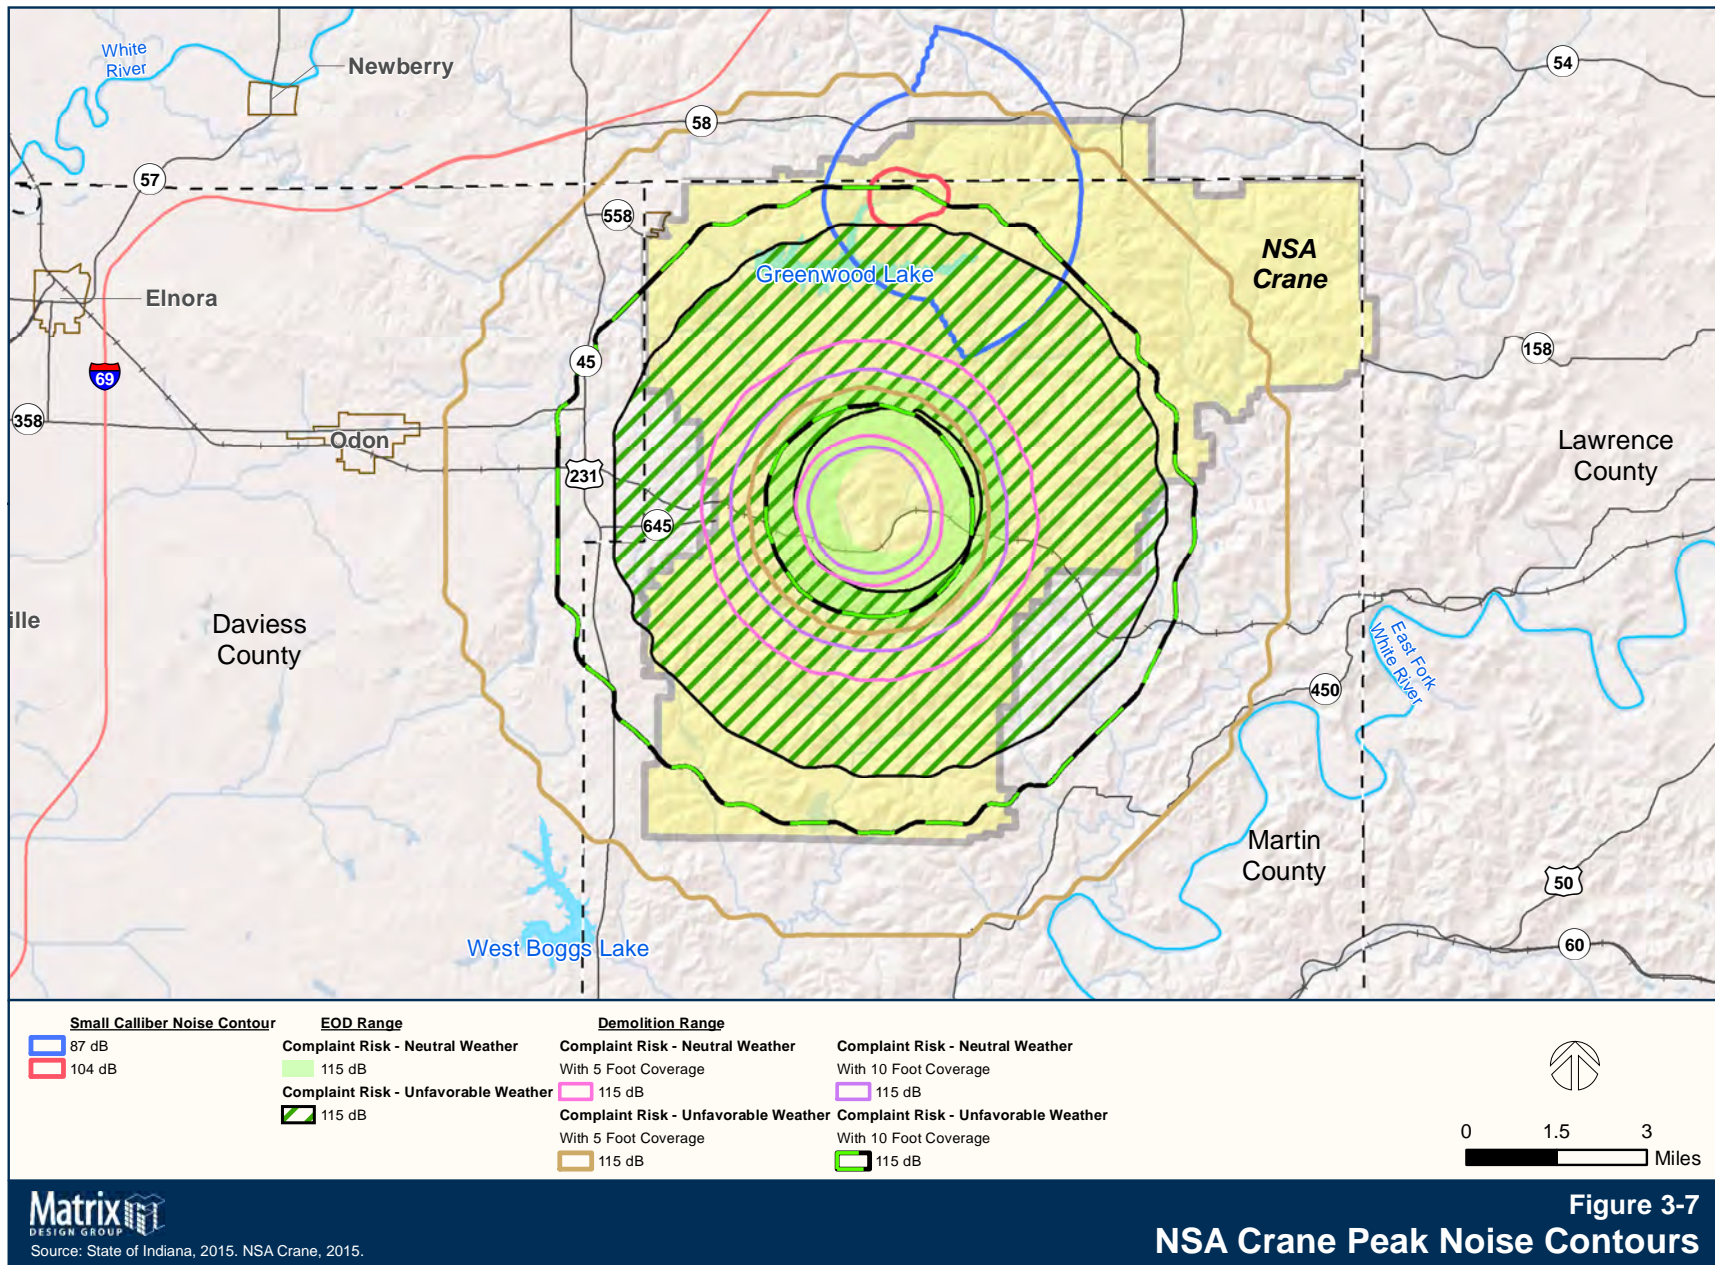 White
River
Newberry
54
58
57
558
NSA
Crane
Greenwood Lake
Elnora
45
158
69
358
Odon
Lawrence
County
231
645
ille
Daviess
County
East Fork
White River
450
Martin
County
50
West Boggs Lake
60
Small Calliber Noise Contour
87 dB
104 dB
EOD Range
Complaint Risk - Neutral Weather
115 dB
Complaint Risk - Unfavorable Weather
115 dB
Demolition Range
Complaint Risk - Neutral Weather
With 5 Foot Coverage
115 dB
Complaint Risk - Unfavorable Weather
With 5 Foot Coverage
115 dB
Complaint Risk - Neutral Weather
With 10 Foot Coverage
115 dB
Complaint Risk - Unfavorable Weather
With 10 Foot Coverage
115 dB
0 1.5 3
Miles
Matrix
DESIGN GROUP
Source: State of Indiana, 2015. NSA Crane, 2015.
Figure 3-7
NSA Crane Peak Noise Contours